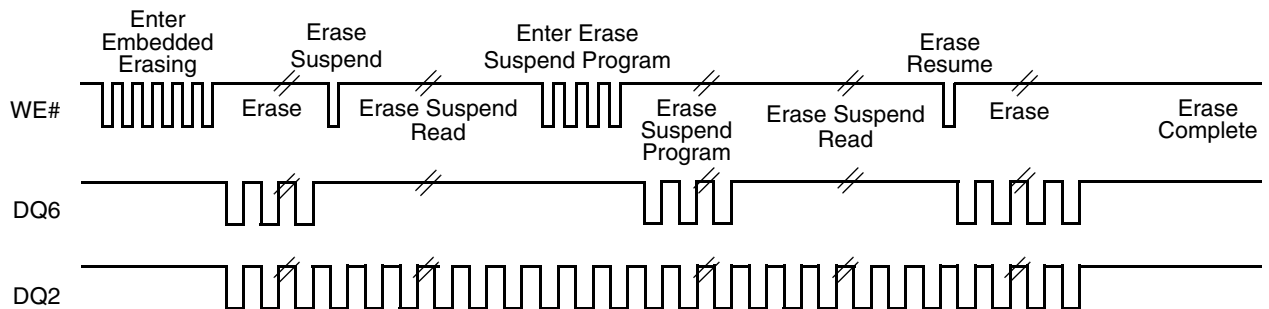 Enter
Embedded
Erasing
Erase
Suspend
Enter Erase
Suspend Program
Erase
Resume
WE#
Erase
Erase Suspend
Read
Erase
Suspend
Program
Erase Suspend
Read
Erase
Erase
Complete
DQ6
DQ2